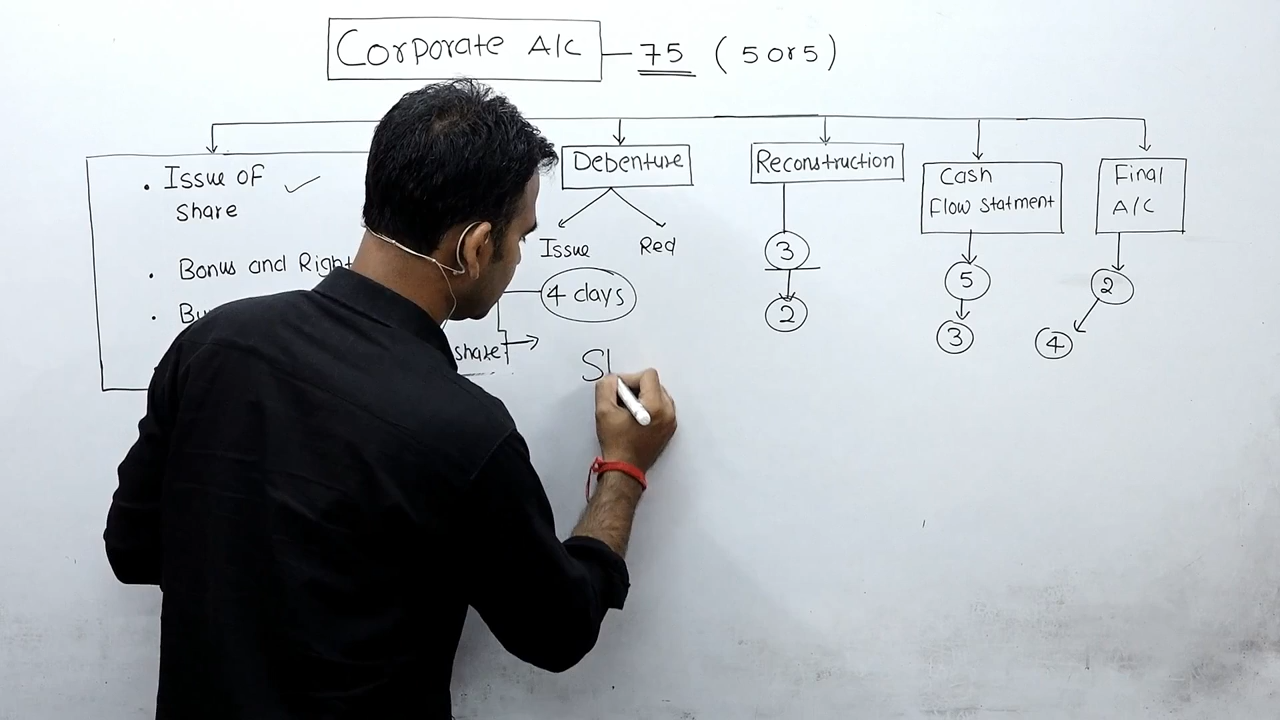 Corporate A/C — 75 (5 or 5)
. Issue of
share
. Bonus and Right
.
share
Debenture
Issue Red
4 days
Reconstruction
3
2
Cash
Flow Statment
5
3
Final
A/C
2
4